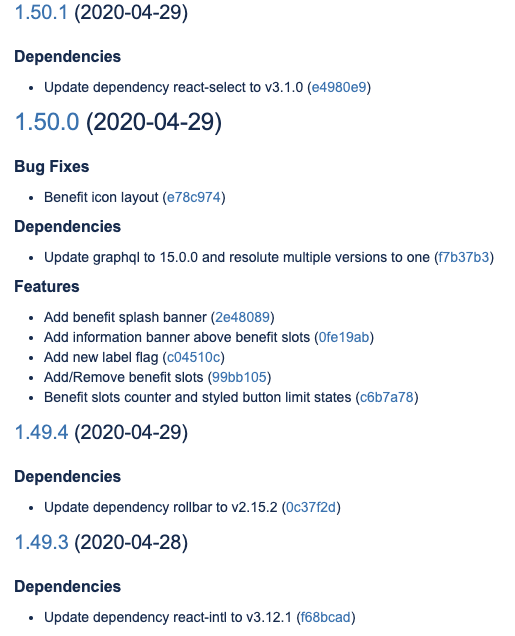 1.50.1 (2020-04-29)
Dependencies
• Update dependency react-select to v3.1.0 (e4980e9)
1.50.0 (2020-04-29)
Bug Fixes
• Benefit icon layout (e78c974)
Dependencies
• Update graphql to 15.0.0 and resolute multiple versions to one (f7b37b3)
Features
• Add benefit splash banner (2e48089)
• Add information banner above benefit slots (0fe19ab)
• Add new label flag (c04510c)
• Add/Remove benefit slots (99bb105)
• Benefit slots counter and styled button limit states (c6b7a78)
1.49.4 (2020-04-29)
Dependencies
• Update dependency rollbar to v2.15.2 (0c37f2d)
1.49.3 (2020-04-28)
Dependencies
• Update dependency react-intl to v3.12.1 (f68bcad)